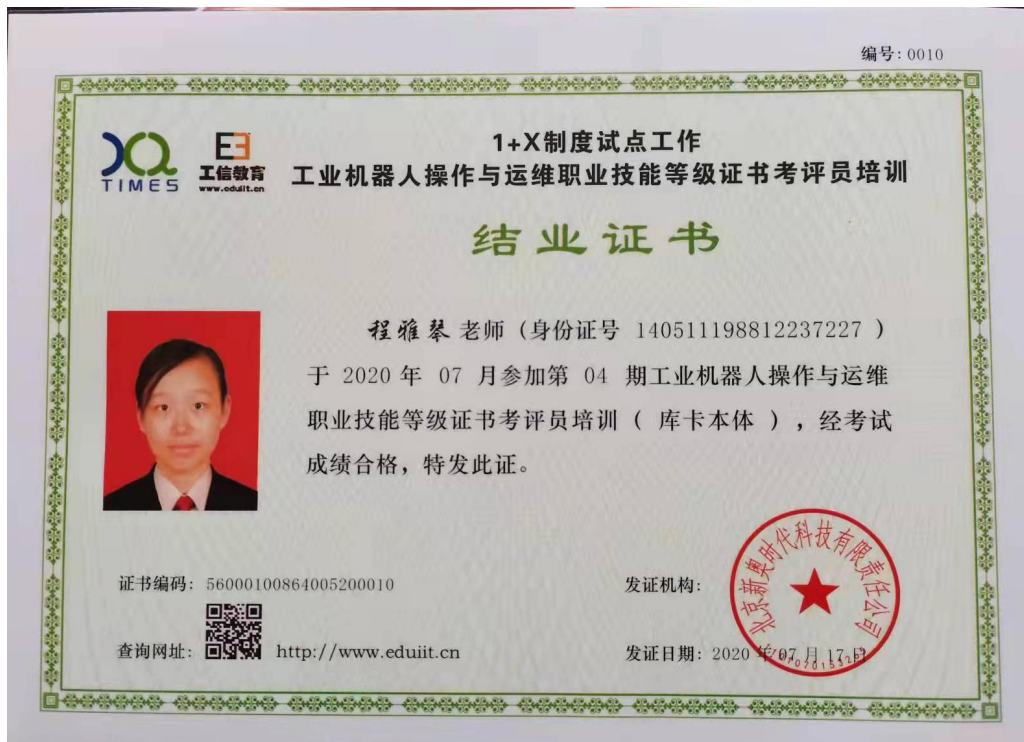 编号：0010
1+X制度试点工作
TIMES
工信教育
www.eduiit.cn
工业机器人操作与运维职业技能等级证书考评员培训
结业证书
程雅琴老师（身份证号 140511198812237227 ）
于 2020 年 07 月参加第 04 期工业机器人操作与运维
职业技能等级证书考评员培训（ 库卡本体 ），经考试
成绩合格，特发此证。
证书编码：56000100864005200010
发证机构：
北京新奥时代科技有限责任公司
查询网址：http://www.eduiit.cn
发证日期：2020 年 07 月 17 日